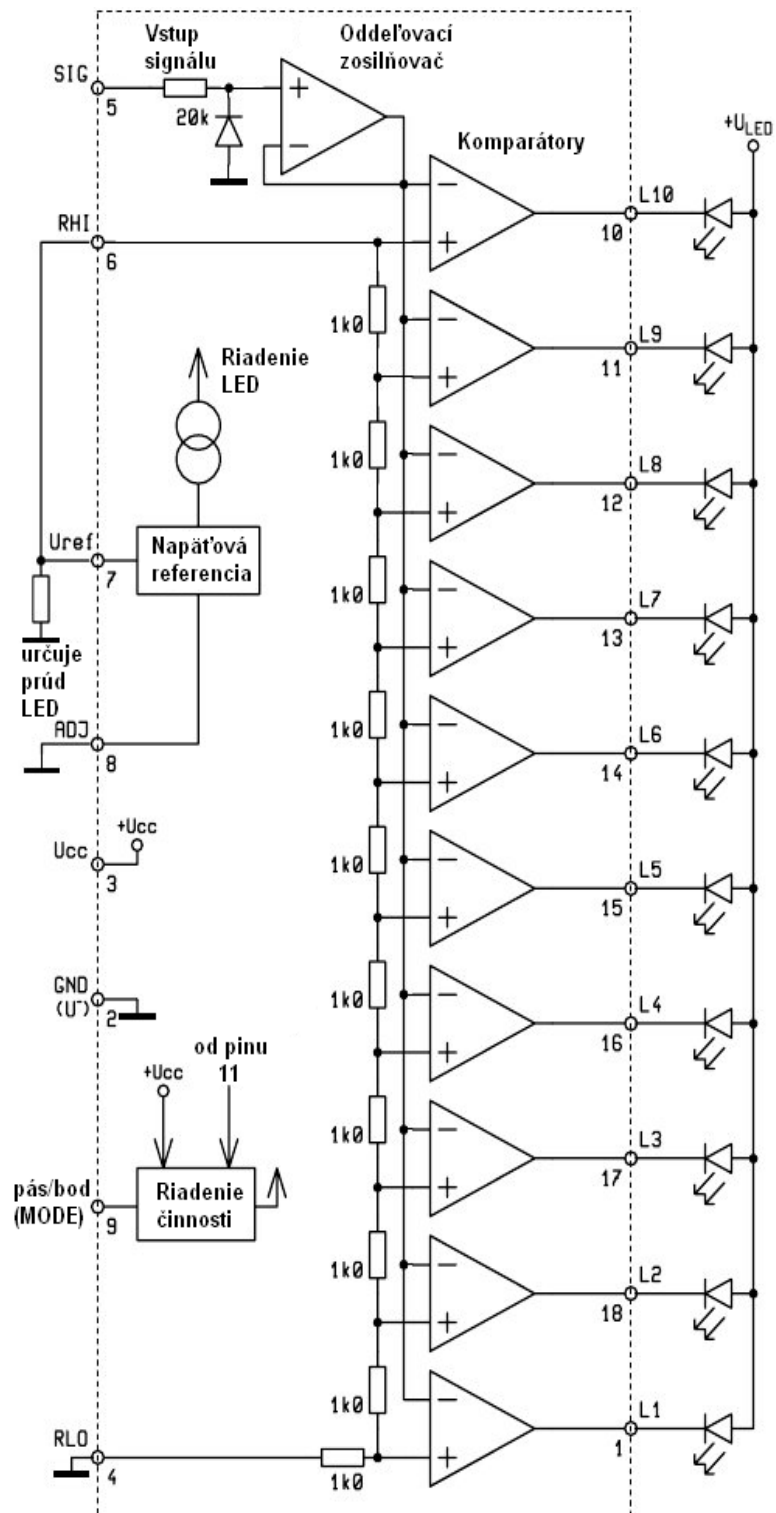 Vstup
signálu
Oddeľovací
zosilňovač
SIG
5
20k
+
−
Komparátory
+ULED
−
+
L10
10
RHI
6
1k0
−
+
L9
11
Riadenie
LED
1k0
−
+
L8
12
Uref
7
Napäťová
referencia
1k0
−
+
L7
13
určuje
prúd
LED
ADJ
8
1k0
−
+
L6
14
Ucc
3
+Ucc
1k0
−
+
L5
15
GND
(U-)
2
1k0
−
+
L4
16
od pinu
11
+Ucc
1k0
−
+
L3
17
pás/bod
(MODE)
9
Riadenie
činnosti
1k0
−
+
L2
18
1k0
−
+
L1
1
RLO
4
1k0